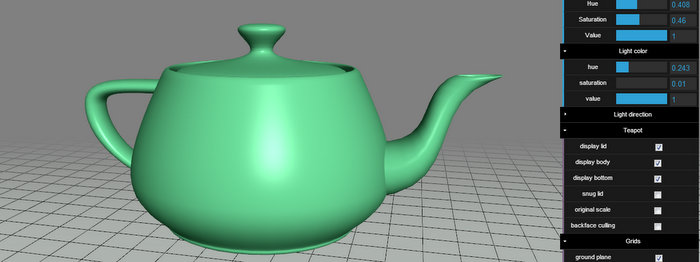 Hue 0.408
Saturation 0.46
Value 1
Light color
hue 0.243
saturation 0.01
value 1
Light direction
Teapot
display lid
display body
display bottom
snug lid
original scale
backface culling
Grids
ground plane